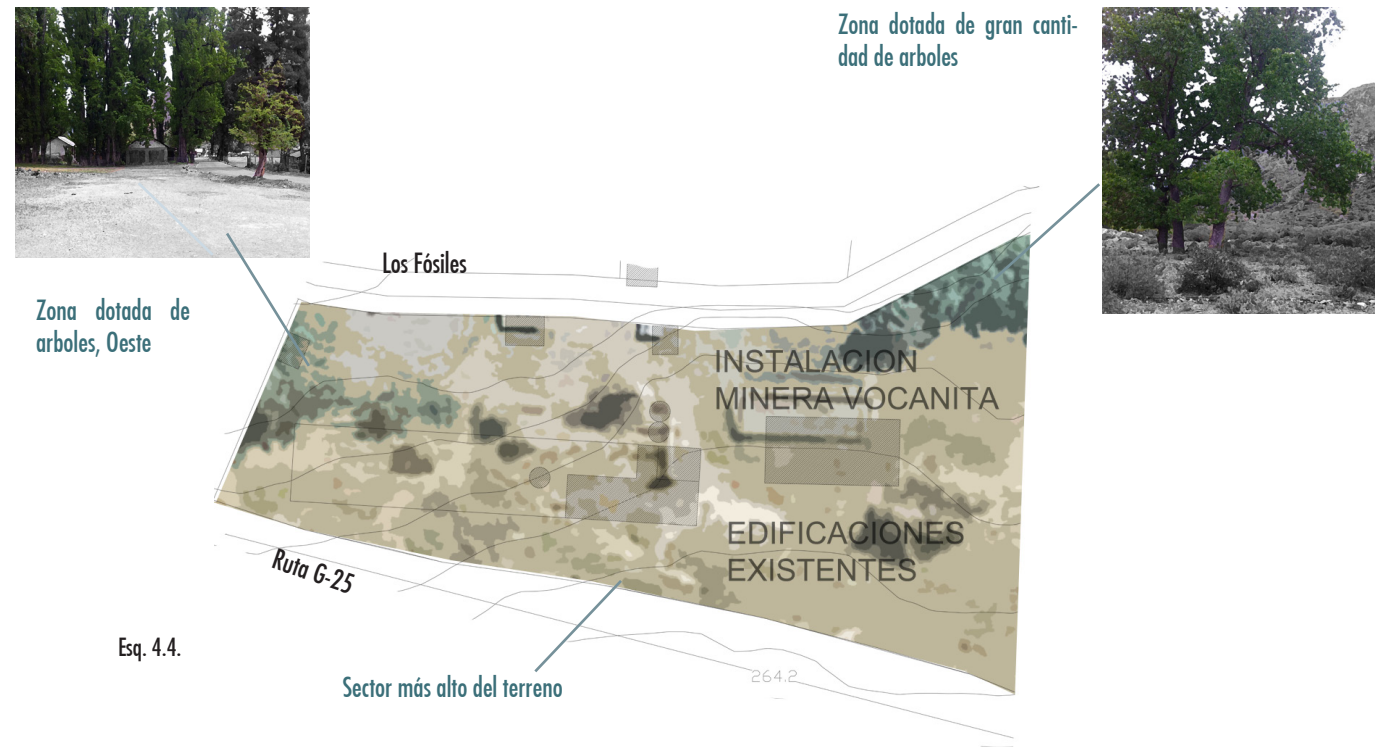 Zona dotada de gran canti-
dad de arboles
Los Fósiles
Zona dotada de
arboles, Oeste
INSTALACION
MINERA VOCANITA
EDIFICACIONES
EXISTENTES
Ruta G-25
Esq. 4.4.
Sector más alto del terreno
264.2